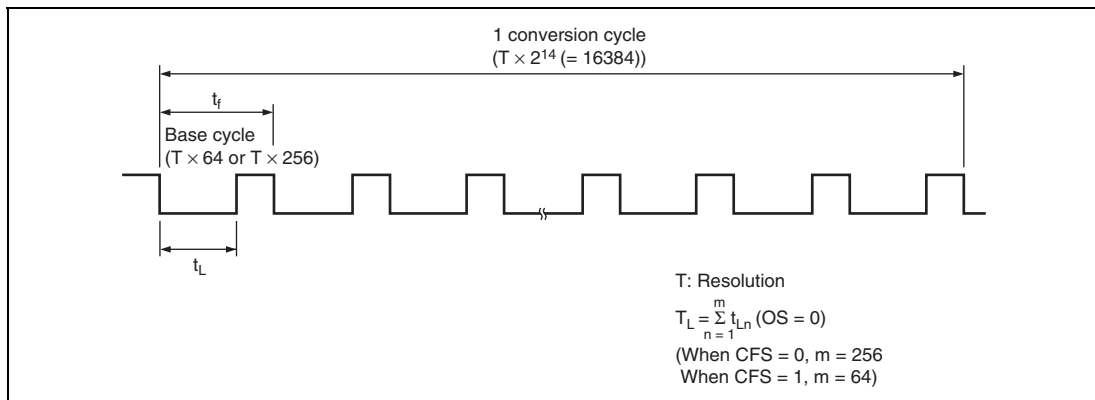 1 conversion cycle
(T × 2¹⁴ (= 16384))
t_f
Base cycle
(T × 64 or T × 256)
t_L
T: Resolution
m
T_L = Σ t_Ln (OS = 0)
n = 1
(When CFS = 0, m = 256
When CFS = 1, m = 64)